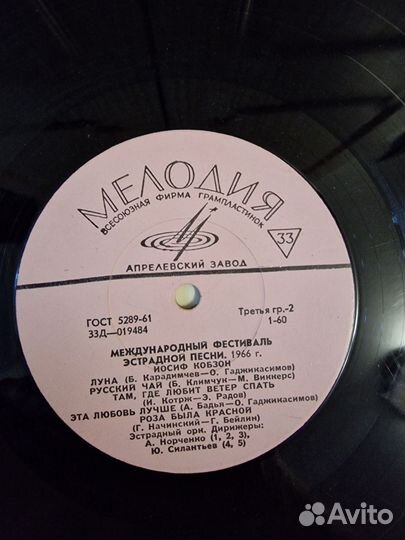 МЕЛОДИЯ
ВСЕСОЮЗНАЯ ФИРМА ГРАМПЛАСТИНОК
33
АПРЕЛЕВСКИЙ ЗАВОД
ГОСТ 5289-61
33Д—019484
Третья гр.-2
1-60
МЕЖДУНАРОДНЫЙ ФЕСТИВАЛЬ
ЭСТРАДНОЙ ПЕСНИ. 1966 г.
ИОСИФ КОБЗОН
ЛУНА (Б. Карадимчев—О. Гаджикасимов)
РУССКИЙ ЧАЙ (Б. Климчук—М. Виккерс)
ТАМ, ГДЕ ЛЮБИТ ВЕТЕР СПАТЬ
(И. Котрж—Э. Радов)
ЭТА ЛЮБОВЬ ЛУЧШЕ (А. Бадья—О. Гаджикасимов)
РОЗА БЫЛА КРАСНОЙ
(Г. Начинский—Г. Бейлин)
Эстрадный орк. Дирижеры:
А. Норченко (1, 2, 3),
Ю. Силантьев (4, 5)
Avito